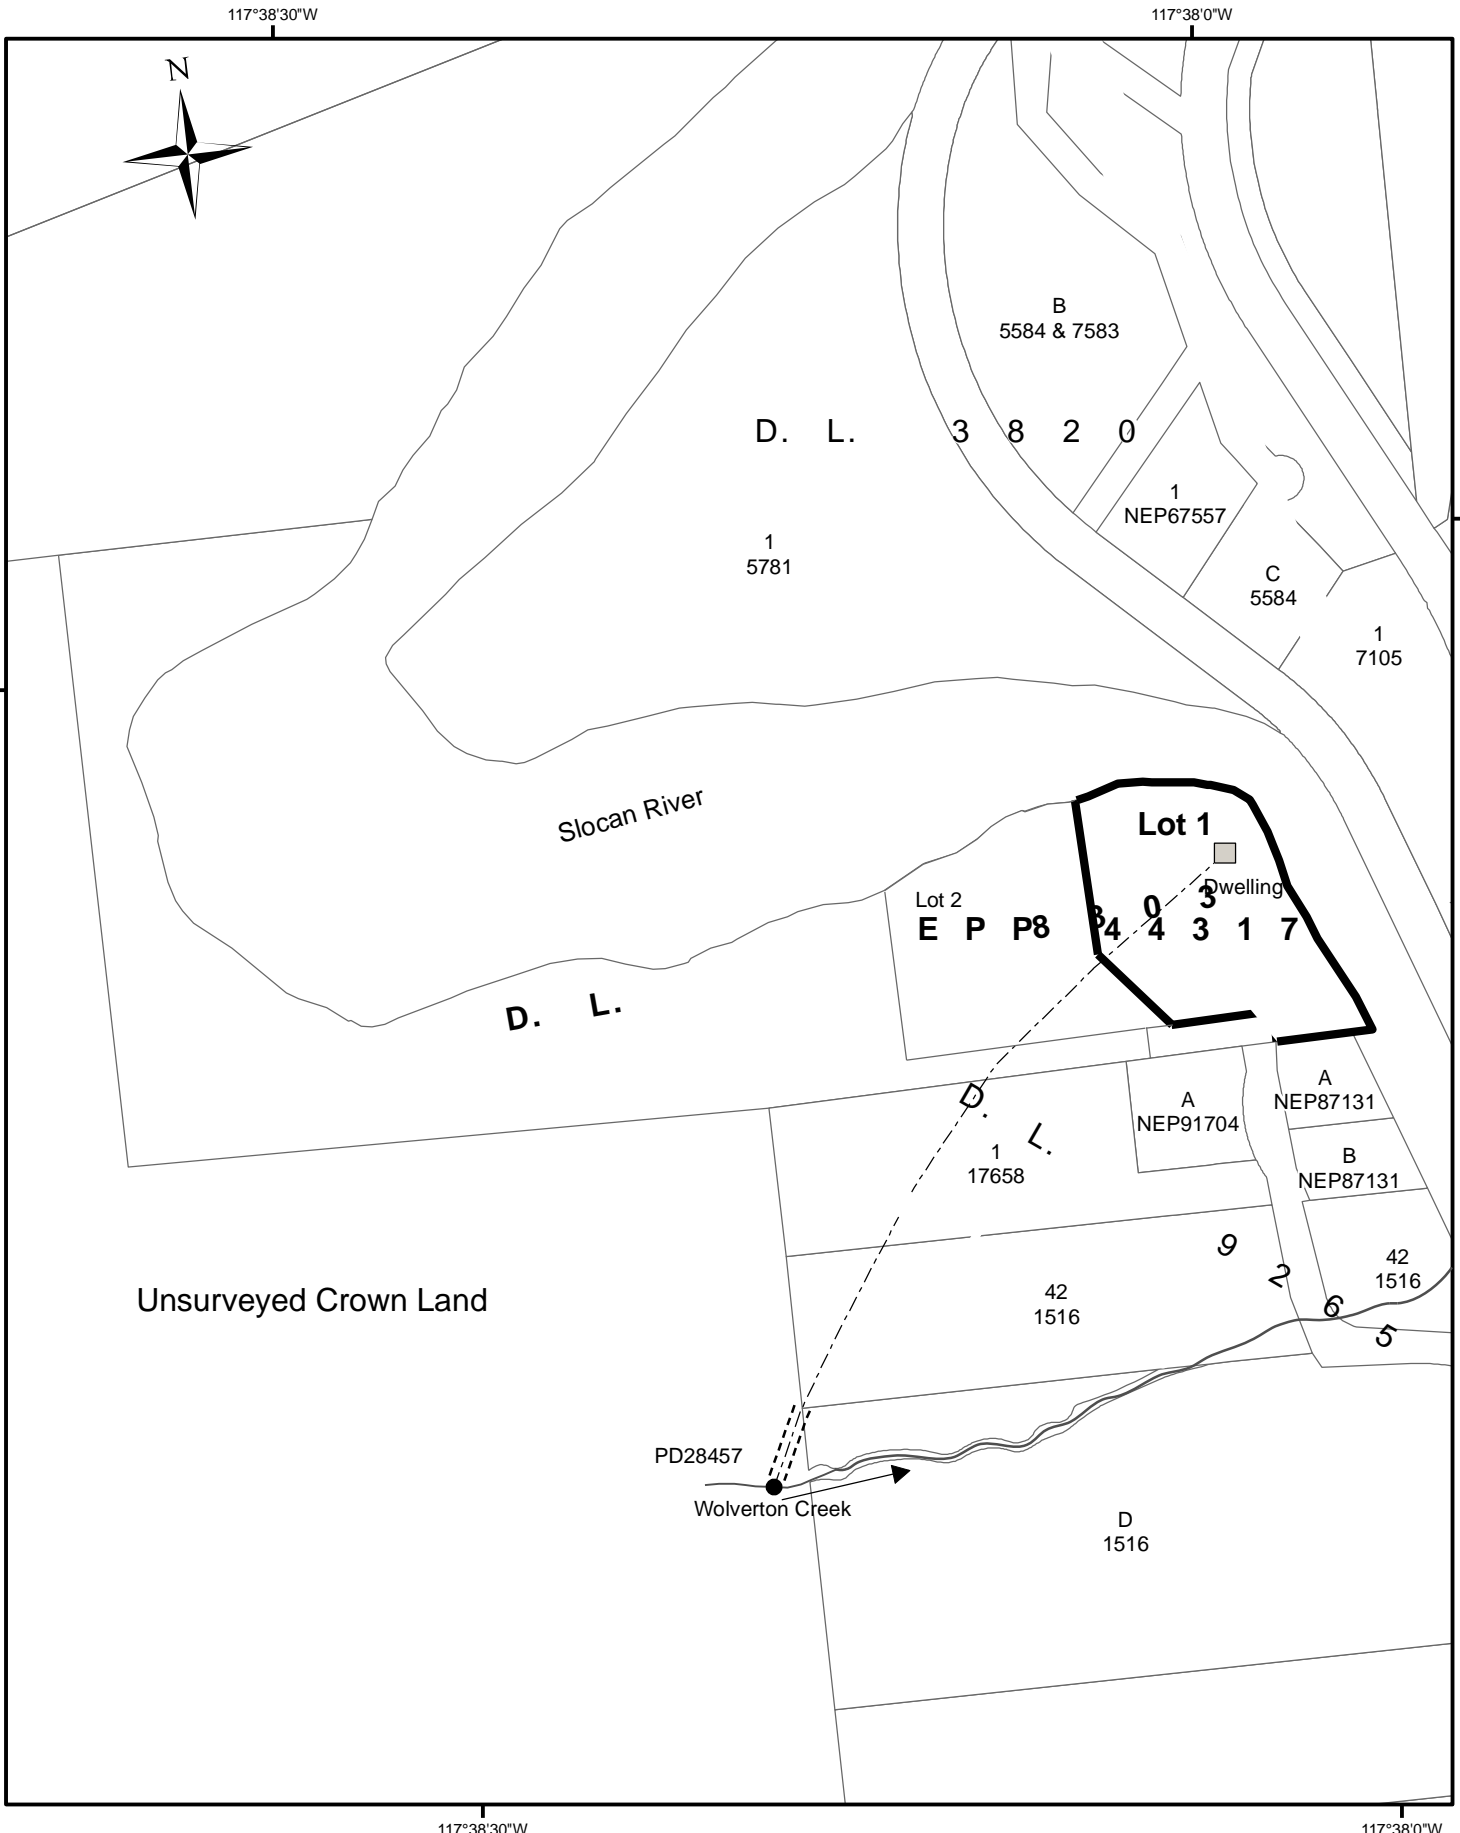 117°38'30"W
117°38'0"W
N
B
5584 & 7583
D. L. 3 8 2 0
1
NEP67557
1
5781
C
5584
1
7105
Slocan River
Lot 1
Dwelling
Lot 2
E P P 4 4 3 1 7
D. L. 8 3 0 3
A
NEP87131
A
NEP91704
D. L. 9 2 6 5
1
17658
B
NEP87131
42
1516
42
1516
Unsurveyed Crown Land
PD28457
Wolverton Creek
D
1516
117°38'30"W
117°38'0"W